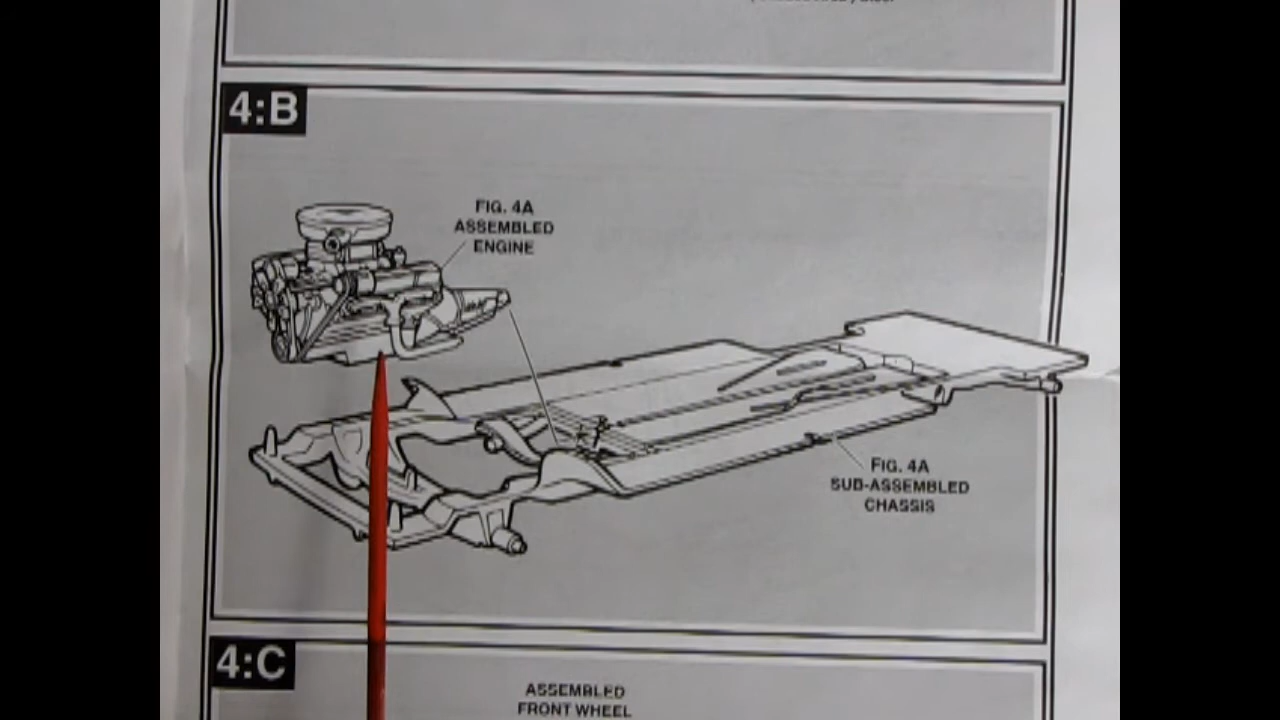 4:B
FIG. 4A
ASSEMBLED
ENGINE
FIG. 4A
SUB-ASSEMBLED
CHASSIS
4:C
ASSEMBLED
FRONT WHEEL